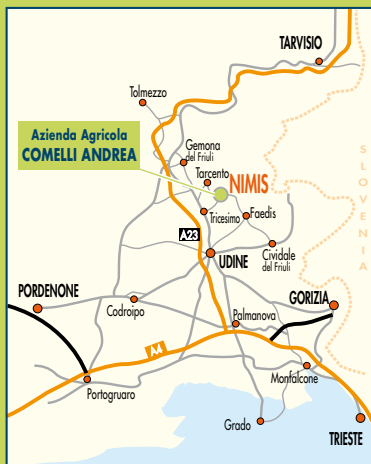 TARVISIO
Tolmezzo
Azienda Agricola
COMELLI ANDREA
Gemona
del Friuli
Tarcento
NIMIS
Tricesimo
Faedis
A23
UDINE
Cividale
del Friuli
SLOVENIA
PORDENONE
Codroipo
Palmanova
GORIZIA
A4
Portogruaro
Monfalcone
Grado
TRIESTE